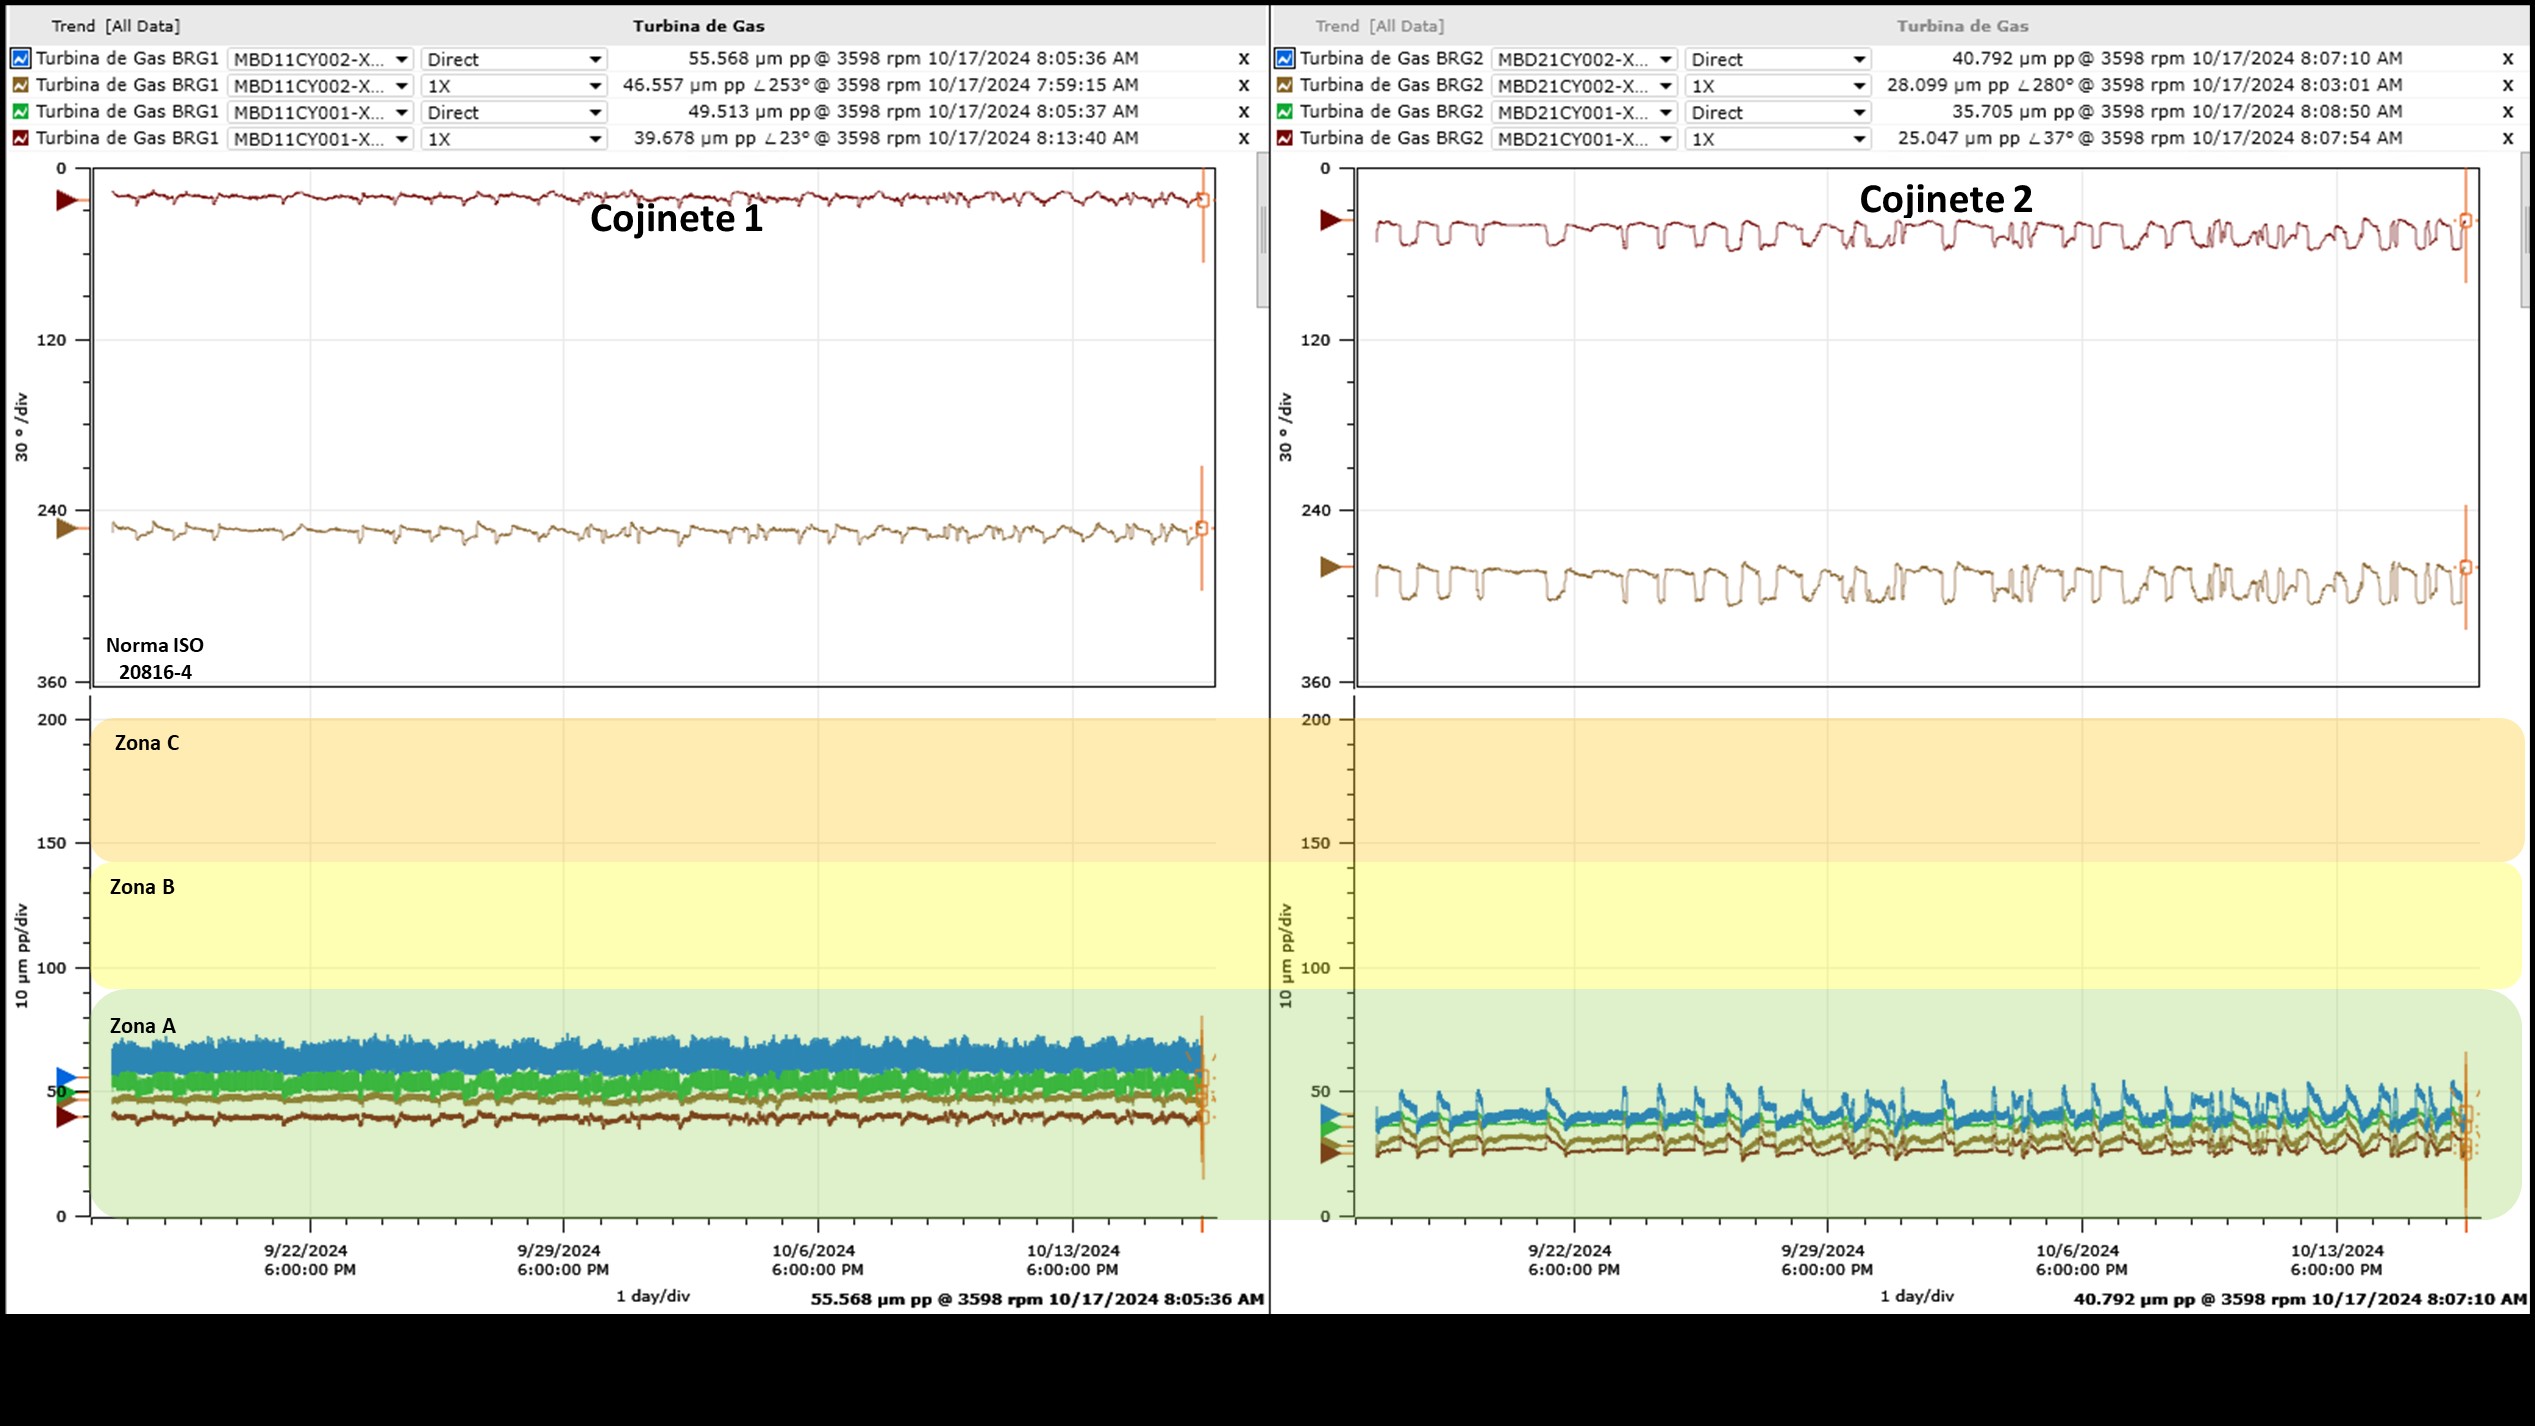 Trend [All Data] Turbina de Gas
Turbina de Gas BRG1 MBD11CY002-X... Direct 55.568 µm pp @ 3598 rpm 10/17/2024 8:05:36 AM X
Turbina de Gas BRG1 MBD11CY002-X... 1X 46.557 µm pp ∠253° @ 3598 rpm 10/17/2024 7:59:15 AM X
Turbina de Gas BRG1 MBD11CY001-X... Direct 49.513 µm pp @ 3598 rpm 10/17/2024 8:05:37 AM X
Turbina de Gas BRG1 MBD11CY001-X... 1X 39.678 µm pp ∠23° @ 3598 rpm 10/17/2024 8:13:40 AM X
0
Cojinete 1
120
30 ° /div
240
Norma ISO
20816-4
360
200
Zona C
150
Zona B
10 µm pp/div
100
Zona A
50
0
9/22/2024 9/29/2024 10/6/2024 10/13/2024
6:00:00 PM 6:00:00 PM 6:00:00 PM 6:00:00 PM
1 day/div
55.568 µm pp @ 3598 rpm 10/17/2024 8:05:36 AM
Trend [All Data] Turbina de Gas
Turbina de Gas BRG2 MBD21CY002-X... Direct 40.792 µm pp @ 3598 rpm 10/17/2024 8:07:10 AM X
Turbina de Gas BRG2 MBD21CY002-X... 1X 28.099 µm pp ∠280° @ 3598 rpm 10/17/2024 8:03:01 AM X
Turbina de Gas BRG2 MBD21CY001-X... Direct 35.705 µm pp @ 3598 rpm 10/17/2024 8:08:50 AM X
Turbina de Gas BRG2 MBD21CY001-X... 1X 25.047 µm pp ∠37° @ 3598 rpm 10/17/2024 8:07:54 AM X
0
Cojinete 2
120
30 ° /div
240
360
200
150
10 µm pp/div
100
50
0
9/22/2024 9/29/2024 10/6/2024 10/13/2024
6:00:00 PM 6:00:00 PM 6:00:00 PM 6:00:00 PM
1 day/div
40.792 µm pp @ 3598 rpm 10/17/2024 8:07:10 AM